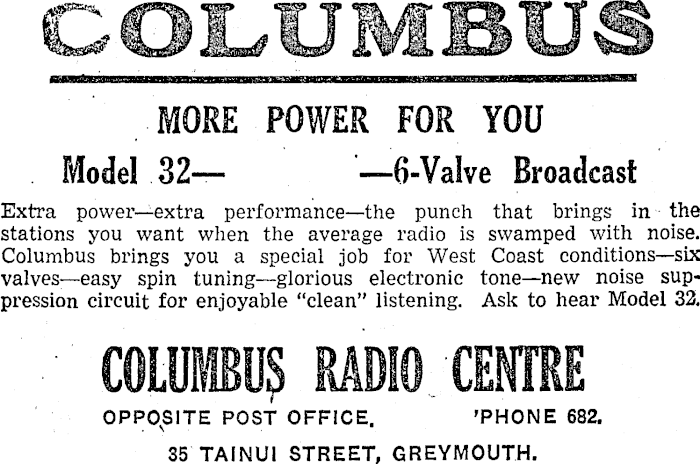 COLUMBUS
MORE POWER FOR YOU
Model 32— —6-Valve Broadcast
Extra power—extra performance—the punch that brings in the
stations you want when the average radio is swamped with noise.
Columbus brings you a special job for West Coast conditions—six
valves—easy spin tuning—glorious electronic tone—new noise sup-
pression circuit for enjoyable "clean" listening. Ask to hear Model 32.
COLUMBUS RADIO CENTRE
OPPOSITE POST OFFICE. 'PHONE 682.
35 TAINUI STREET, GREYMOUTH.